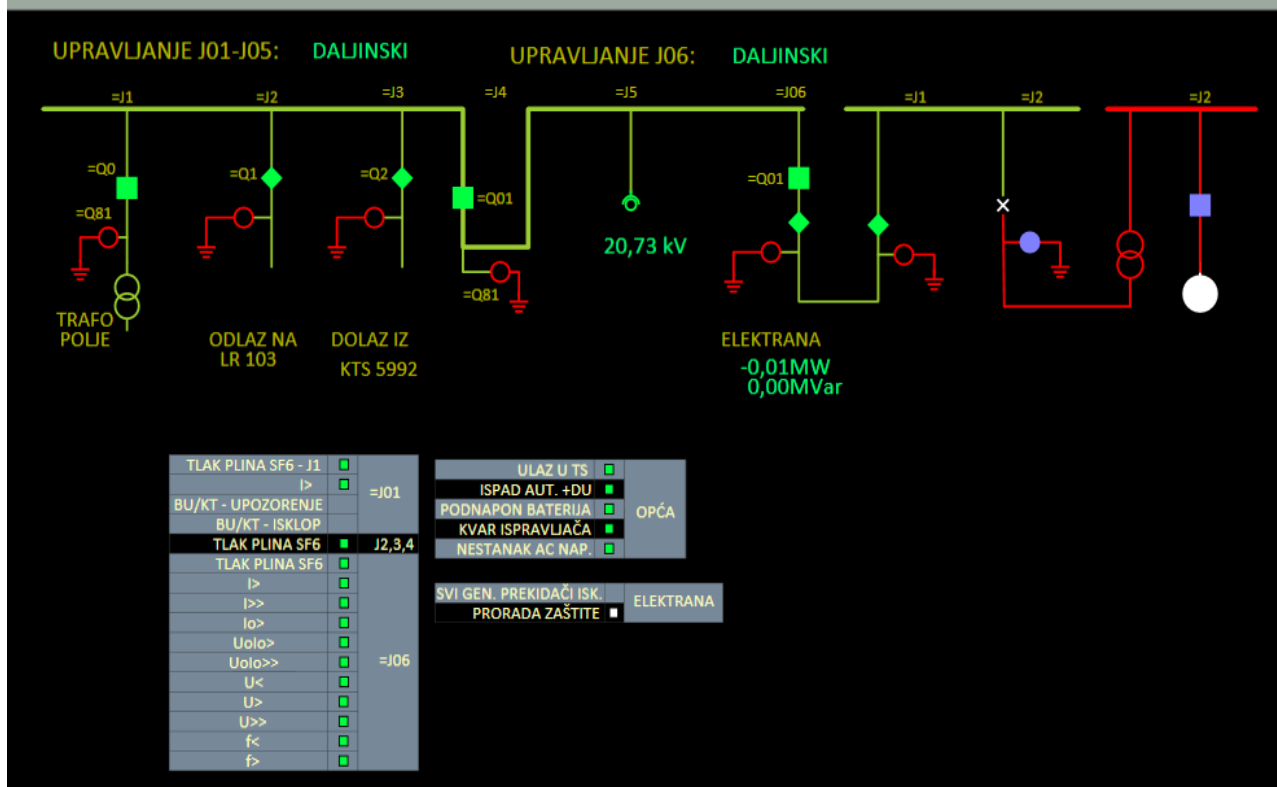 UPRAVLJANJE J01-J05: DALJINSKI
UPRAVLJANJE J06: DALJINSKI
=J1
=J2
=J3
=J4
=J5
=J06
=J1
=J2
=J2
=Q0
=Q1
=Q2
=Q01
=Q01
=Q81
=Q81
20,73 kV
TRAFO
POLJE
ODLAZ NA
LR 103
DOLAZ IZ
KTS 5992
ELEKTRANA
-0,01MW
0,00MVar
TLAK PLINA SF6 - J1
I>
BU/KT - UPOZORENJE
BU/KT - ISKLOP
=J01
TLAK PLINA SF6
J2,3,4
TLAK PLINA SF6
I>
I>>
Io>
Uolo>
Uolo>>
U<
U>
U>>
f<
f>
=J06
ULAZ U TS
ISPAD AUT. +DU
PODNAPON BATERIJA
KVAR ISPRAVLJAČA
NESTANAK AC NAP.
OPĆA
SVI GEN. PREKIDAČI ISK.
PRORADA ZAŠTITE
ELEKTRANA